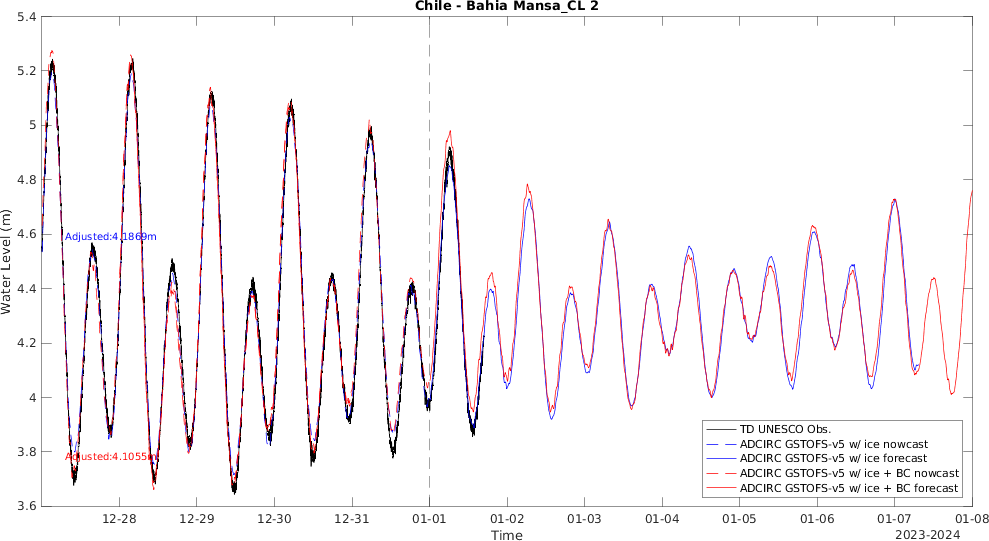 Chile - Bahia Mansa_CL 2
Water Level (m)
5.4
5.2
5
4.8
4.6
4.4
4.2
4
3.8
3.6
Adjusted:4.1869m
Adjusted:4.1055m
TD UNESCO Obs.
ADCIRC GSTOFS-v5 w/ ice nowcast
ADCIRC GSTOFS-v5 w/ ice forecast
ADCIRC GSTOFS-v5 w/ ice + BC nowcast
ADCIRC GSTOFS-v5 w/ ice + BC forecast
12-28 12-29 12-30 12-31 01-01 01-02 01-03 01-04 01-05 01-06 01-07 01-08
Time
2023-2024